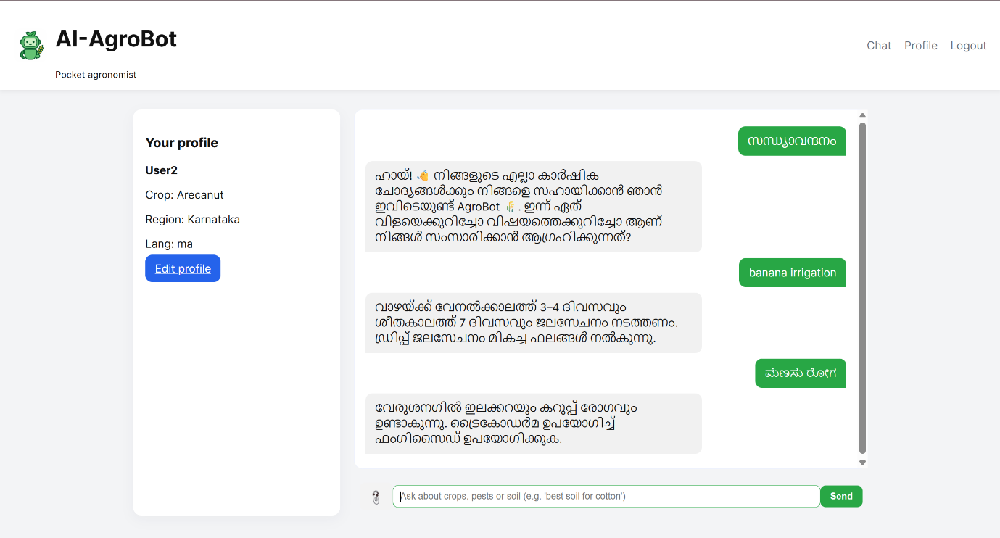 AI-AgroBot
Pocket agronomist
Chat Profile Logout
Your profile
User2
Crop: Arecanut
Region: Karnataka
Lang: ma
Edit profile
സന്ധ്യാവന്ദനം
ഹായ്! 👋 നിങ്ങളുടെ എല്ലാ കാർഷിക
ചോദ്യങ്ങൾക്കും നിങ്ങളെ സഹായിക്കാൻ ഞാൻ
ഇവിടെയുണ്ട് AgroBot 🌾. ഇന്ന് ഏത്
വിളയെക്കുറിച്ചോ വിഷയത്തെക്കുറിച്ചോ ആണ്
നിങ്ങൾ സംസാരിക്കാൻ ആഗ്രഹിക്കുന്നത്?
banana irrigation
വാഴയ്ക്ക് വേനൽക്കാലത്ത് 3–4 ദിവസവും
ശീതകാലത്ത് 7 ദിവസവും ജലസേചനം നടത്തണം.
ഡ്രിപ്പ് ജലസേചനം മികച്ച ഫലങ്ങൾ നൽകുന്നു.
ಮೆಣಸು ರೋಗ
വേരുശനഗിൽ ഇലക്കറയും കറുപ്പ് രോഗവും
ഉണ്ടാകുന്നു. ട്രൈകോഡർമ ഉപയോഗിച്ച്
ഫംഗിസൈഡ് ഉപയോഗിക്കുക.
Ask about crops, pests or soil (e.g. 'best soil for cotton')
Send